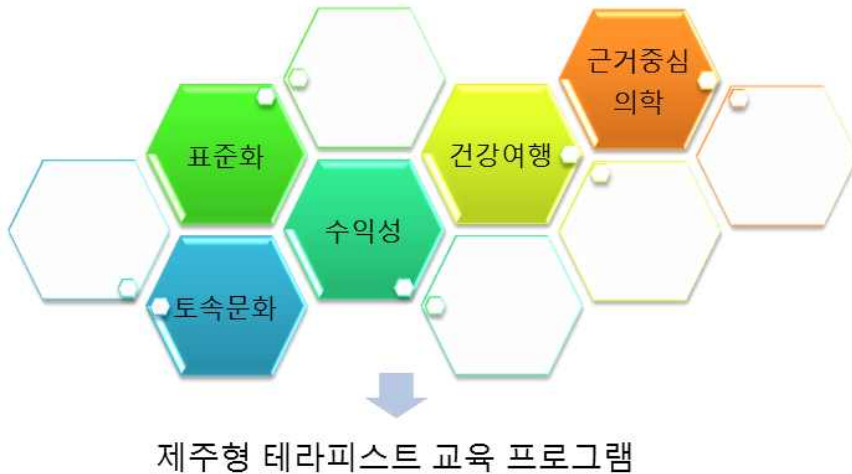 근거중심
의학
표준화
건강여행
수익성
토속문화
제주형 테라피스트 교육 프로그램